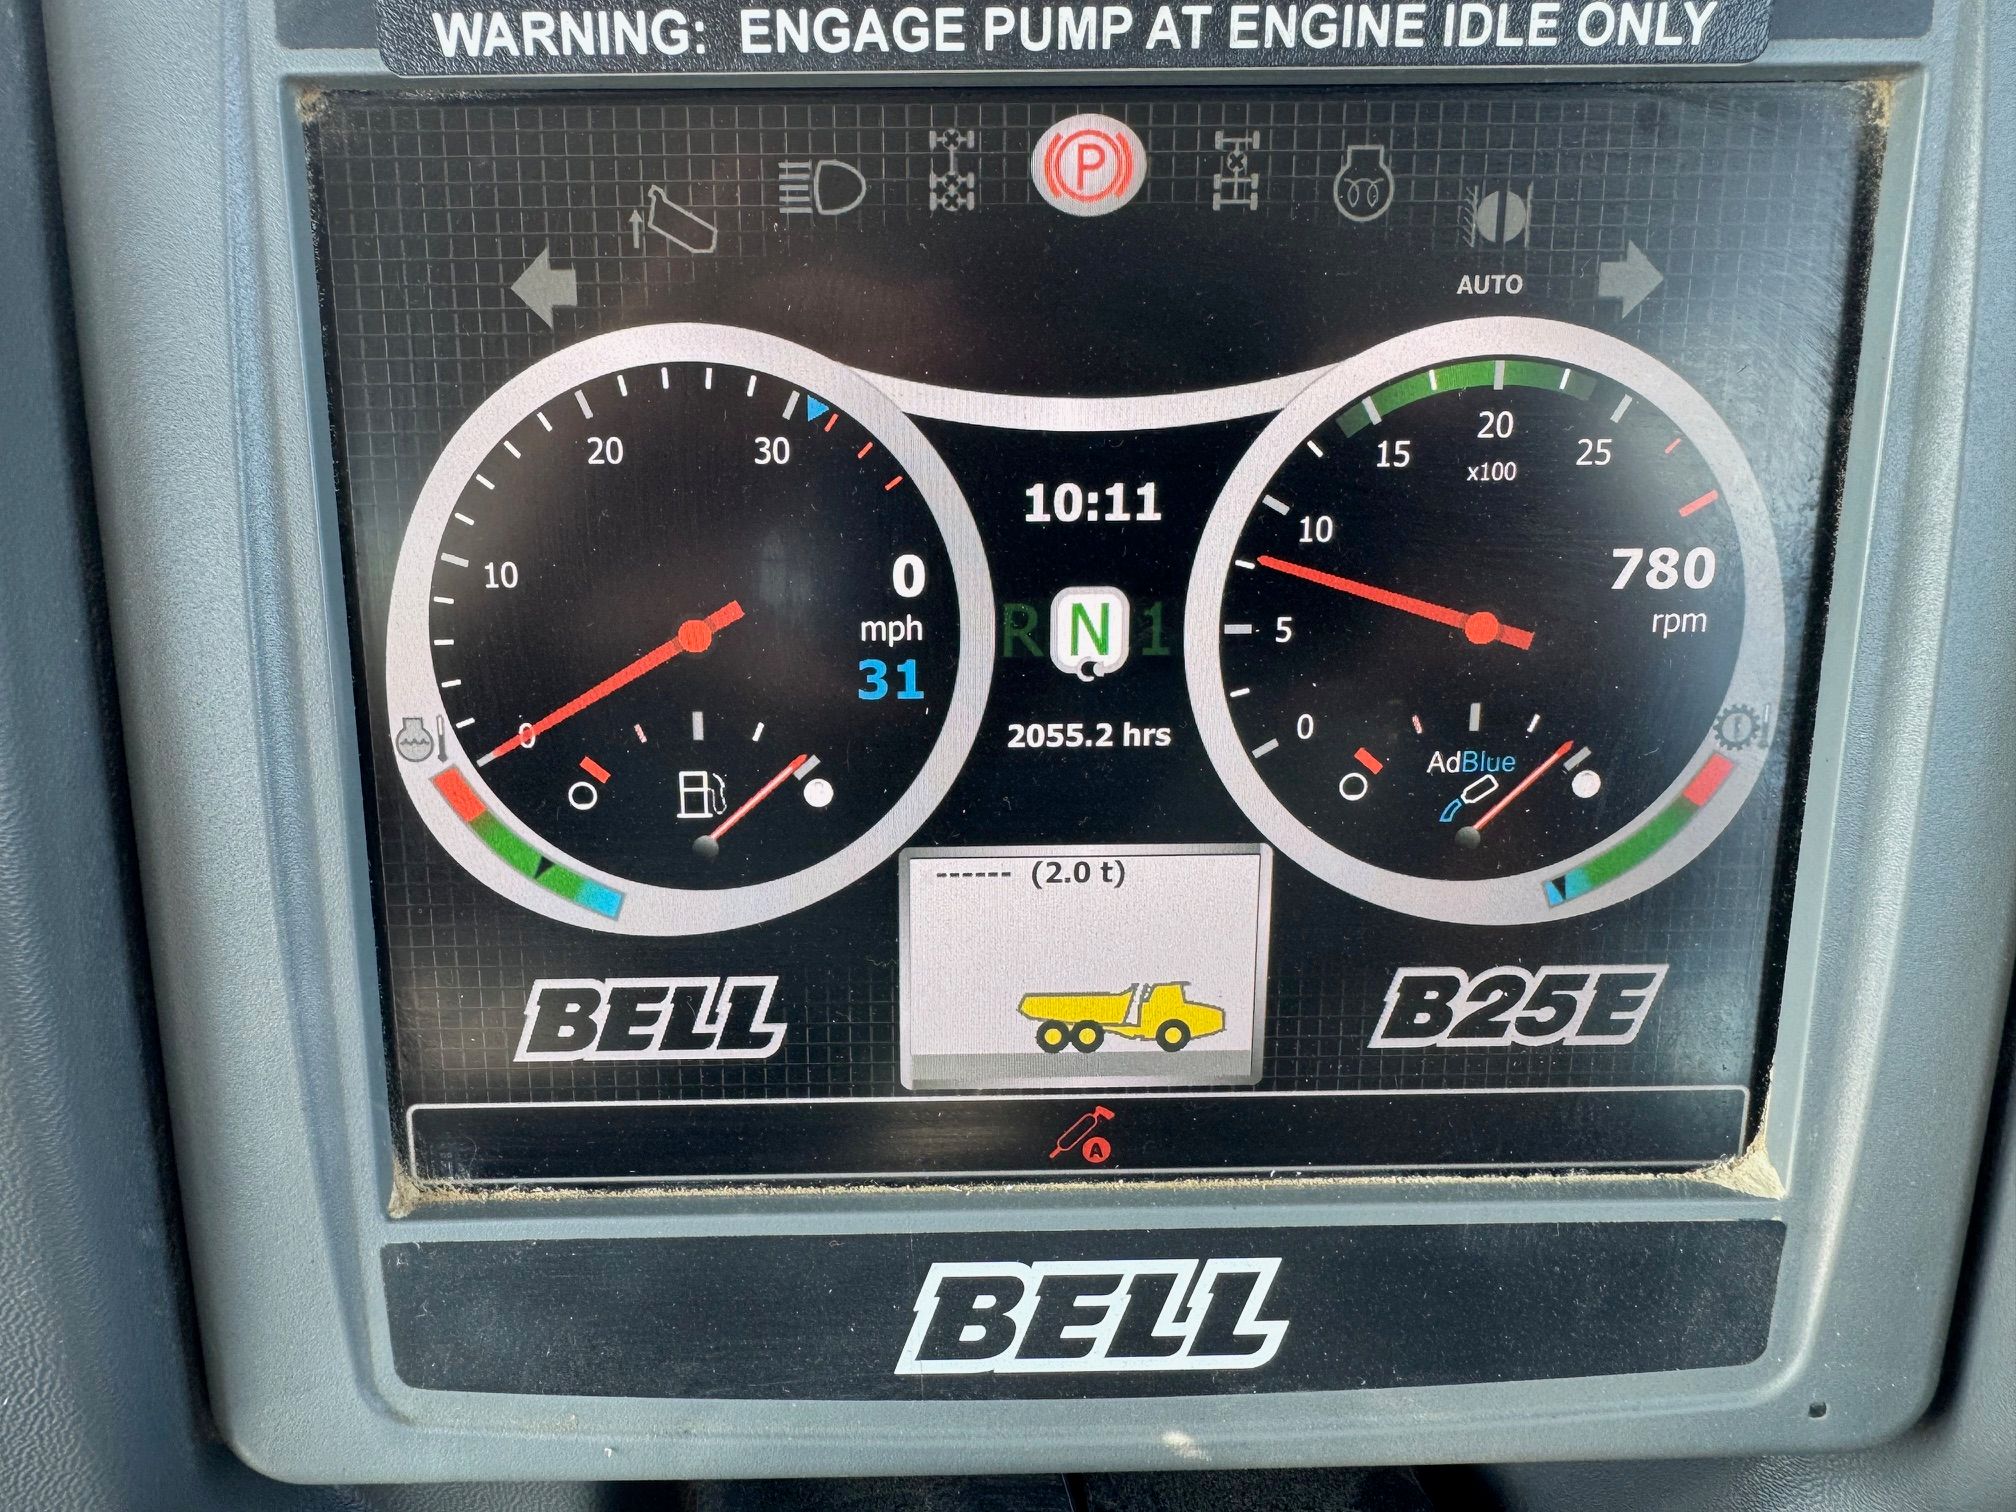 WARNING: ENGAGE PUMP AT ENGINE IDLE ONLY
P
AUTO
20 30
10
0
0
mph
31
10:11
R N 1
2055.2 hrs
15 20 25
x100
10
5
0
780
rpm
AdBlue
------ (2.0 t)
BELL
B25E
A
BELL